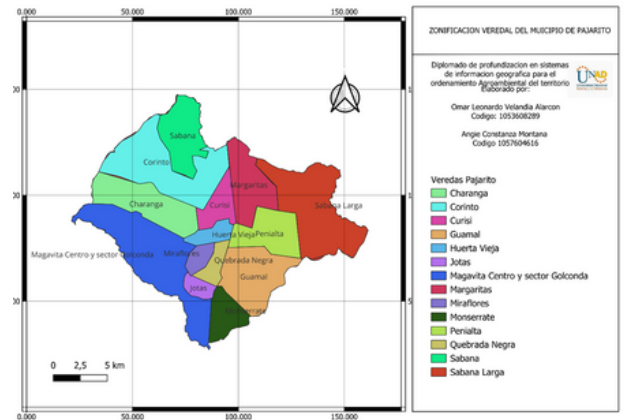 0.000 50.000 100.000 150.000
ZONIFICACION VEREDAL DEL MUICIPIO DE PAJARITO
Diplomado de profundizacion en sistemas
de informacion geografica para el
ordenamiento Agroambiental del territorio
Elaborado por:
UNAD
Omar Leonardo Velandia Alarcon
Codigo: 1053608289
Angie Constanza Montana
Codigo 1057604616
Sabana
Corinto
Margaritas
Charanga
Curisi
Sabana Larga
Huerta Vieja
Penialta
Magavita Centro y sector Golconda
Miraflores
Quebrada Negra
Guamal
Jotas
Monserrate
Veredas Pajarito
Charanga
Corinto
Curisi
Guamal
Huerta Vieja
Jotas
Magavita Centro y sector Golconda
Margaritas
Miraflores
Monserrate
Penialta
Quebrada Negra
Sabana
Sabana Larga
0 2,5 5 km
0.000 50.000 100.000 150.000